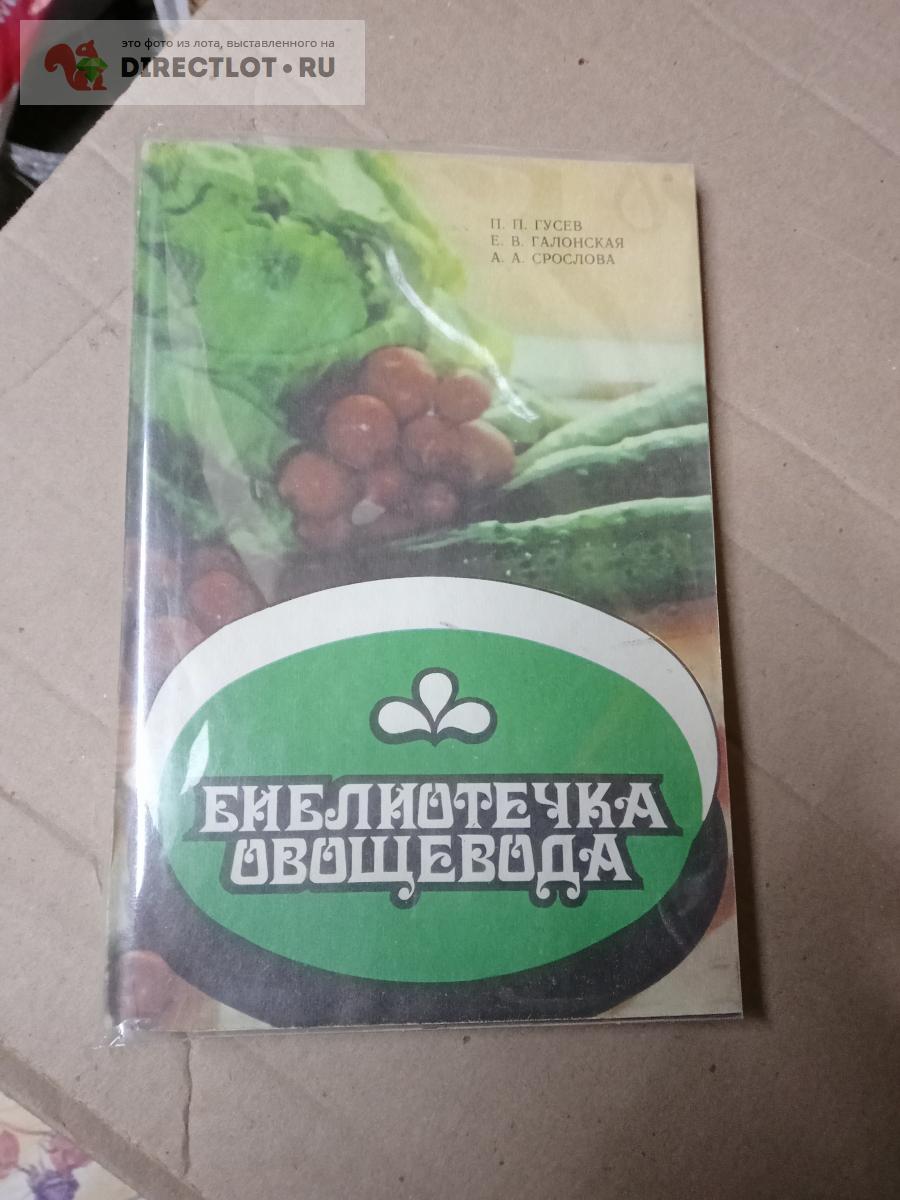 это фото из лота, выставленного на
DIRECTLOT•RU
П. П. ГУСЕВ
Е. В. ГАЛОНСКАЯ
А. А. СРОСЛОВА
БИБЛИОТЕЧКА
ОВОЩЕВОДА